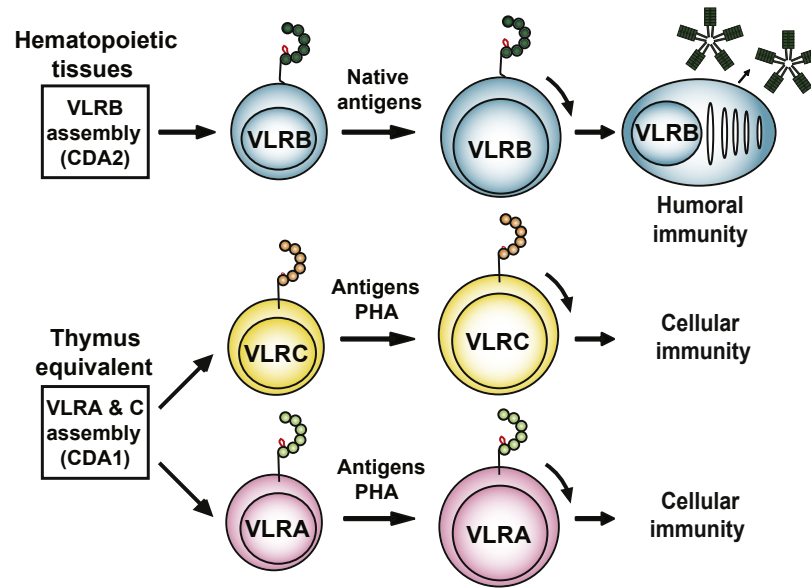 Hematopoietic
tissues
VLRB
assembly
(CDA2)
VLRB
Native
antigens
VLRB
VLRB
Humoral
immunity
Thymus
equivalent
VLRA & C
assembly
(CDA1)
VLRC
Antigens
PHA
VLRC
Cellular
immunity
VLRA
Antigens
PHA
VLRA
Cellular
immunity